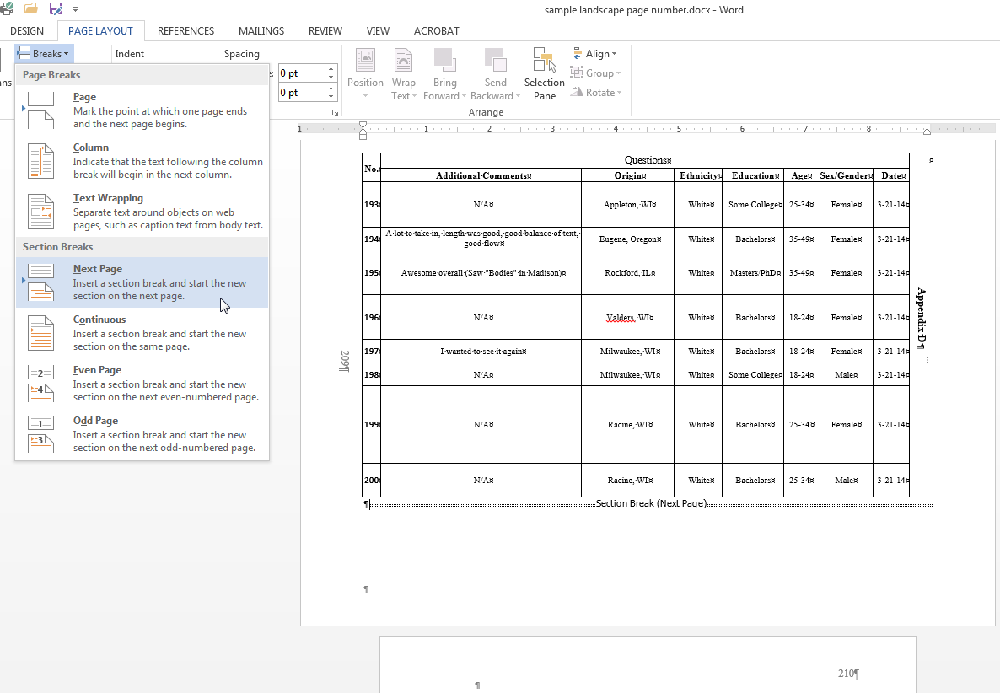 sample landscape page number.docx - Word
DESIGN PAGE LAYOUT REFERENCES MAILINGS REVIEW VIEW ACROBAT
Breaks Indent Spacing
Page Breaks
Page
Mark the point at which one page ends
and the next page begins.
Column
Indicate that the text following the column
break will begin in the next column.
Text Wrapping
Separate text around objects on web
pages, such as caption text from body text.
Section Breaks
Next Page
Insert a section break and start the new
section on the next page.
Continuous
Insert a section break and start the new
section on the same page.
Even Page
Insert a section break and start the new
section on the next even-numbered page.
Odd Page
Insert a section break and start the new
section on the next odd-numbered page.
0 pt
0 pt
Position
Wrap
Text
Bring
Forward
Send
Backward
Selection
Pane
Align
Group
Rotate
Arrange
1 1 2 3 4 5 6 7 8
No.¤ Questions¤ ¤
Additional·Comments¤ Origin¤ Ethnicity¤ Education¤ Age¤ Sex/Gender¤ Date¤
193¤ N/A¤ Appleton,·WI¤ White¤ Some·College¤ 25-34¤ Female¤ 3-21-14¤
194¤ A·lot·to·take·in,·length·was·good,·good·balance·of·text,·
good·flow¤ Eugene,·Oregon¤ White¤ Bachelors¤ 35-49¤ Female¤ 3-21-14¤
195¤ Awesome·overall·(Saw·"Bodies"·in·Madison)¤ Rockford,·IL¤ White¤ Masters/PhD¤ 35-49¤ Female¤ 3-21-14¤
196¤ N/A¤ Valders,·WI¤ White¤ Bachelors¤ 18-24¤ Female¤ 3-21-14¤
197¤ I·wanted·to·see·it·again¤ Milwaukee,·WI¤ White¤ Bachelors¤ 18-24¤ Female¤ 3-21-14¤
198¤ N/A¤ Milwaukee,·WI¤ White¤ Some·College¤ 18-24¤ Male¤ 3-21-14¤
199¤ N/A¤ Racine,·WI¤ White¤ Bachelors¤ 25-34¤ Female¤ 3-21-14¤
200¤ N/A¤ Racine,·WI¤ White¤ Bachelors¤ 25-34¤ Male¤ 3-21-14¤
¶ Section Break (Next Page)
Appendix·D¶
209¶
¶
210¶
¶